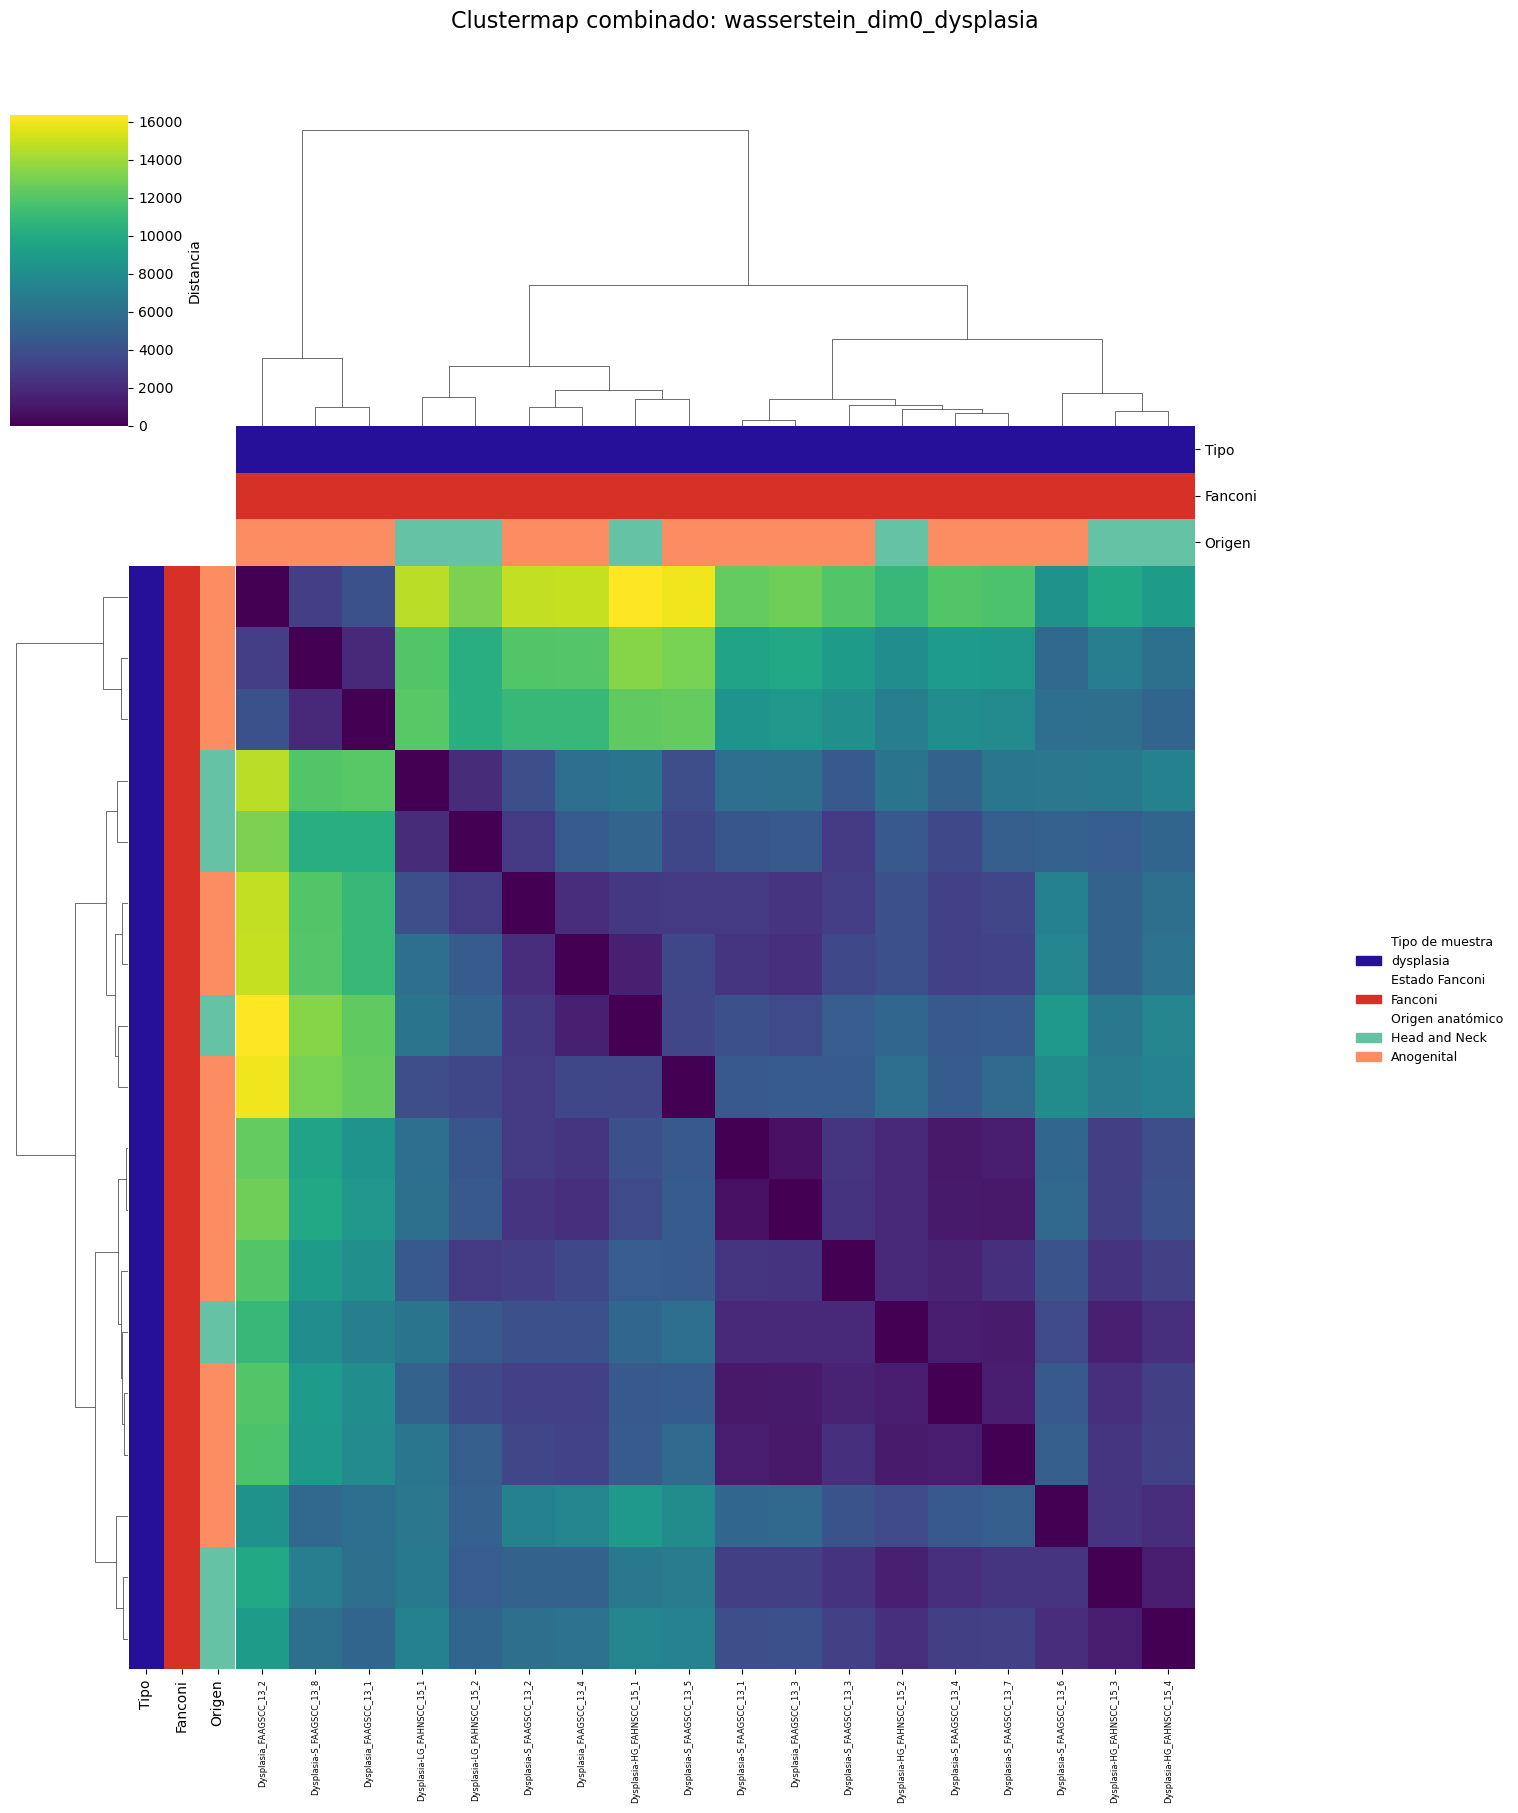 Clustermap combinado: wasserstein_dim0_dysplasia
16000
14000
12000
10000
8000
6000
4000
2000
0
Distancia
Tipo
Fanconi
Origen
Tipo de muestra
dysplasia
Estado Fanconi
Fanconi
Origen anatómico
Head and Neck
Anogenital
Tipo
Fanconi
Origen
Dysplasia_FAAGSCC_13_2
Dysplasia-S_FAAGSCC_13_8
Dysplasia_FAAGSCC_13_1
Dysplasia-LG_FAHNSCC_15_1
Dysplasia-LG_FAHNSCC_15_2
Dysplasia-S_FAAGSCC_13_2
Dysplasia_FAAGSCC_13_4
Dysplasia-HG_FAHNSCC_15_1
Dysplasia-S_FAAGSCC_13_5
Dysplasia-S_FAAGSCC_13_1
Dysplasia_FAAGSCC_13_3
Dysplasia-S_FAAGSCC_13_3
Dysplasia-HG_FAHNSCC_15_2
Dysplasia-S_FAAGSCC_13_4
Dysplasia-S_FAAGSCC_13_7
Dysplasia-S_FAAGSCC_13_6
Dysplasia-HG_FAHNSCC_15_3
Dysplasia-HG_FAHNSCC_15_4